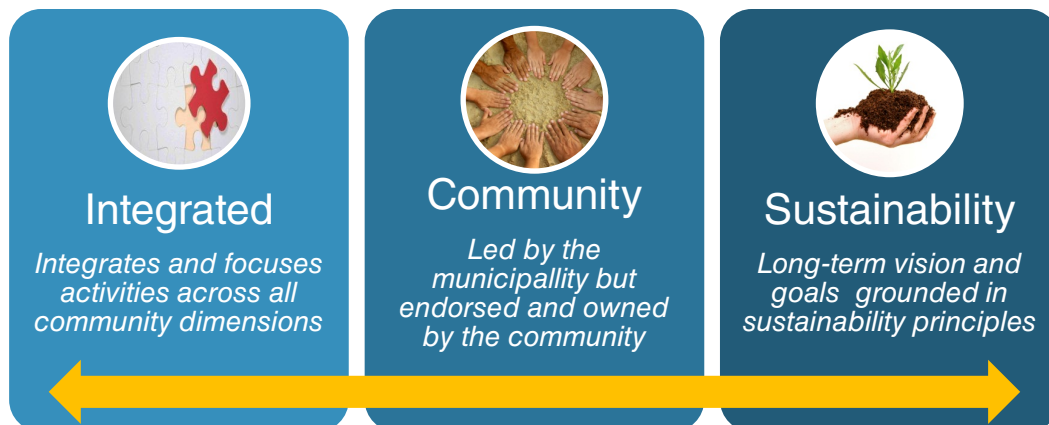 Integrated
Integrates and focuses
activities across all
community dimensions
Community
Led by the
municipallity but
endorsed and owned
by the community
Sustainability
Long-term vision and
goals  grounded in
sustainability principles